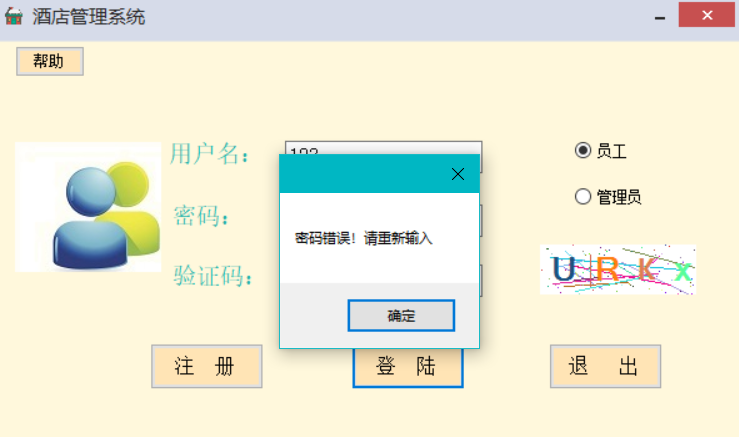 酒店管理系统
帮助
用户名：
员工
密码：
管理员
密码错误！请重新输入
验证码：
URKx
确定
注 册
登 陆
退 出